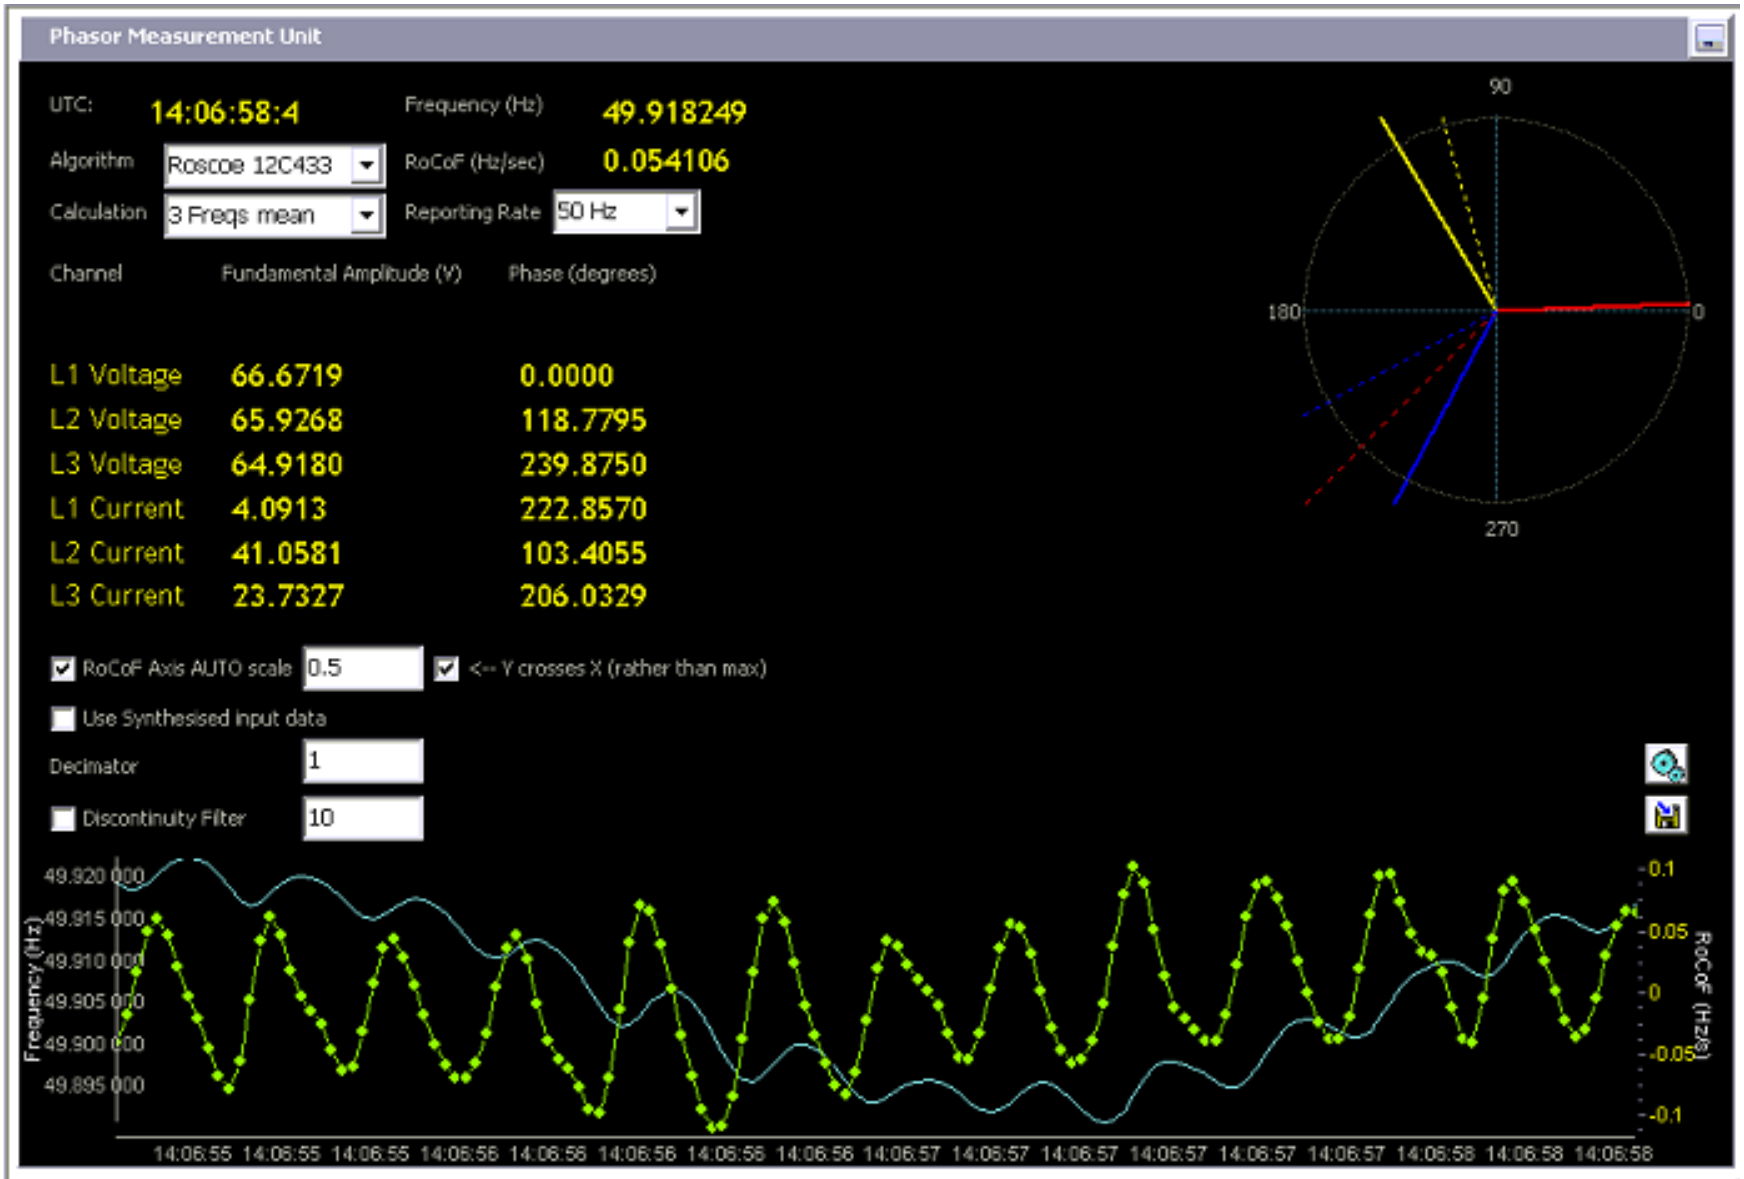 Phasor Measurement Unit
UTC: 14:06:58:4 Frequency (Hz) 49.918249
Algorithm Roscoe 12C433 RoCoF (Hz/sec) 0.054106
Calculation 3 Freqs mean Reporting Rate 50 Hz
Channel Fundamental Amplitude (V) Phase (degrees)
L1 Voltage 66.6719 0.0000
L2 Voltage 65.9268 118.7795
L3 Voltage 64.9180 239.8750
L1 Current 4.0913 222.8570
L2 Current 41.0581 103.4055
L3 Current 23.7327 206.0329
90
180
0
270
RoCoF Axis AUTO scale 0.5 <-- Y crosses X (rather than max)
Use Synthesised input data
Decimator 1
Discontinuity Filter 10
Frequency (Hz)
49.920 000
49.915 000
49.910 000
49.905 000
49.900 000
49.895 000
0.1
0.05
0
-0.05
-0.1
RoCoF (Hz/s)
14:06:55 14:06:55 14:06:55 14:06:56 14:06:56 14:06:56 14:06:56 14:06:56 14:06:57 14:06:57 14:06:57 14:06:57 14:06:57 14:06:57 14:06:58 14:06:58 14:06:58